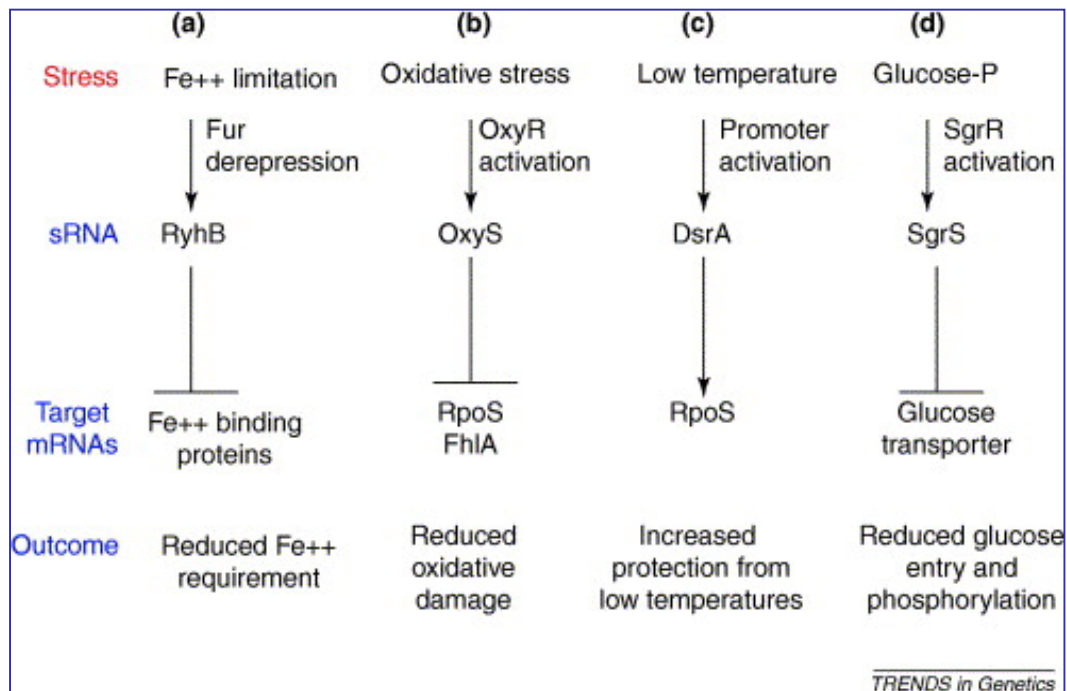 (a) (b) (c) (d)
Stress Fe++ limitation Oxidative stress Low temperature Glucose-P
Fur derepression OxyR activation Promoter activation SgrR activation
sRNA RyhB OxyS DsrA SgrS
Target mRNAs Fe++ binding proteins RpoS FhlA RpoS Glucose transporter
Outcome Reduced Fe++ requirement Reduced oxidative damage Increased protection from low temperatures Reduced glucose entry and phosphorylation
TRENDS in Genetics